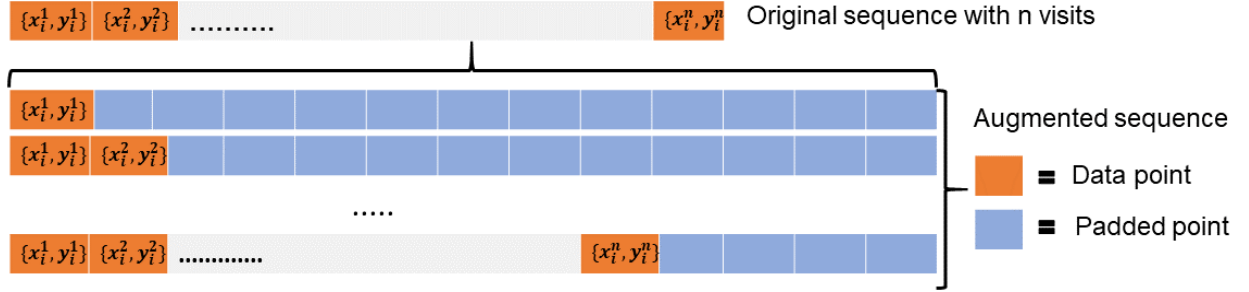 {x_i^1, y_i^1} {x_i^2, y_i^2} .......... {x_i^n, y_i^n} Original sequence with n visits
{x_i^1, y_i^1}
Augmented sequence
{x_i^1, y_i^1} {x_i^2, y_i^2}
= Data point
.....
= Padded point
{x_i^1, y_i^1} {x_i^2, y_i^2} ............. {x_i^n, y_i^n}